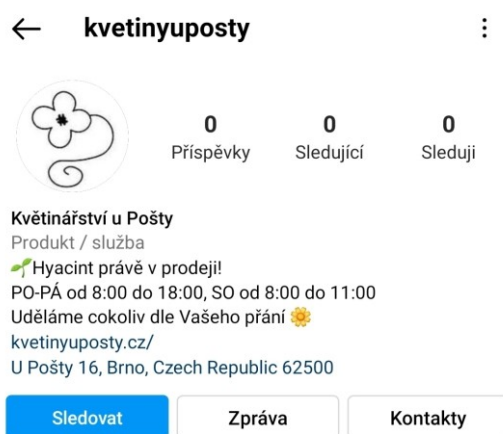 kvetinyuposty
0 0 0
Příspěvky Sledující Sleduji
Květinářství u Pošty
Produkt / služba
🌱Hyacint právě v prodeji!
PO-PÁ od 8:00 do 18:00, SO od 8:00 do 11:00
Uděláme cokoliv dle Vašeho přání 🌼
kvetinyuposty.cz/
U Pošty 16, Brno, Czech Republic 62500
Sledovat Zpráva Kontakty